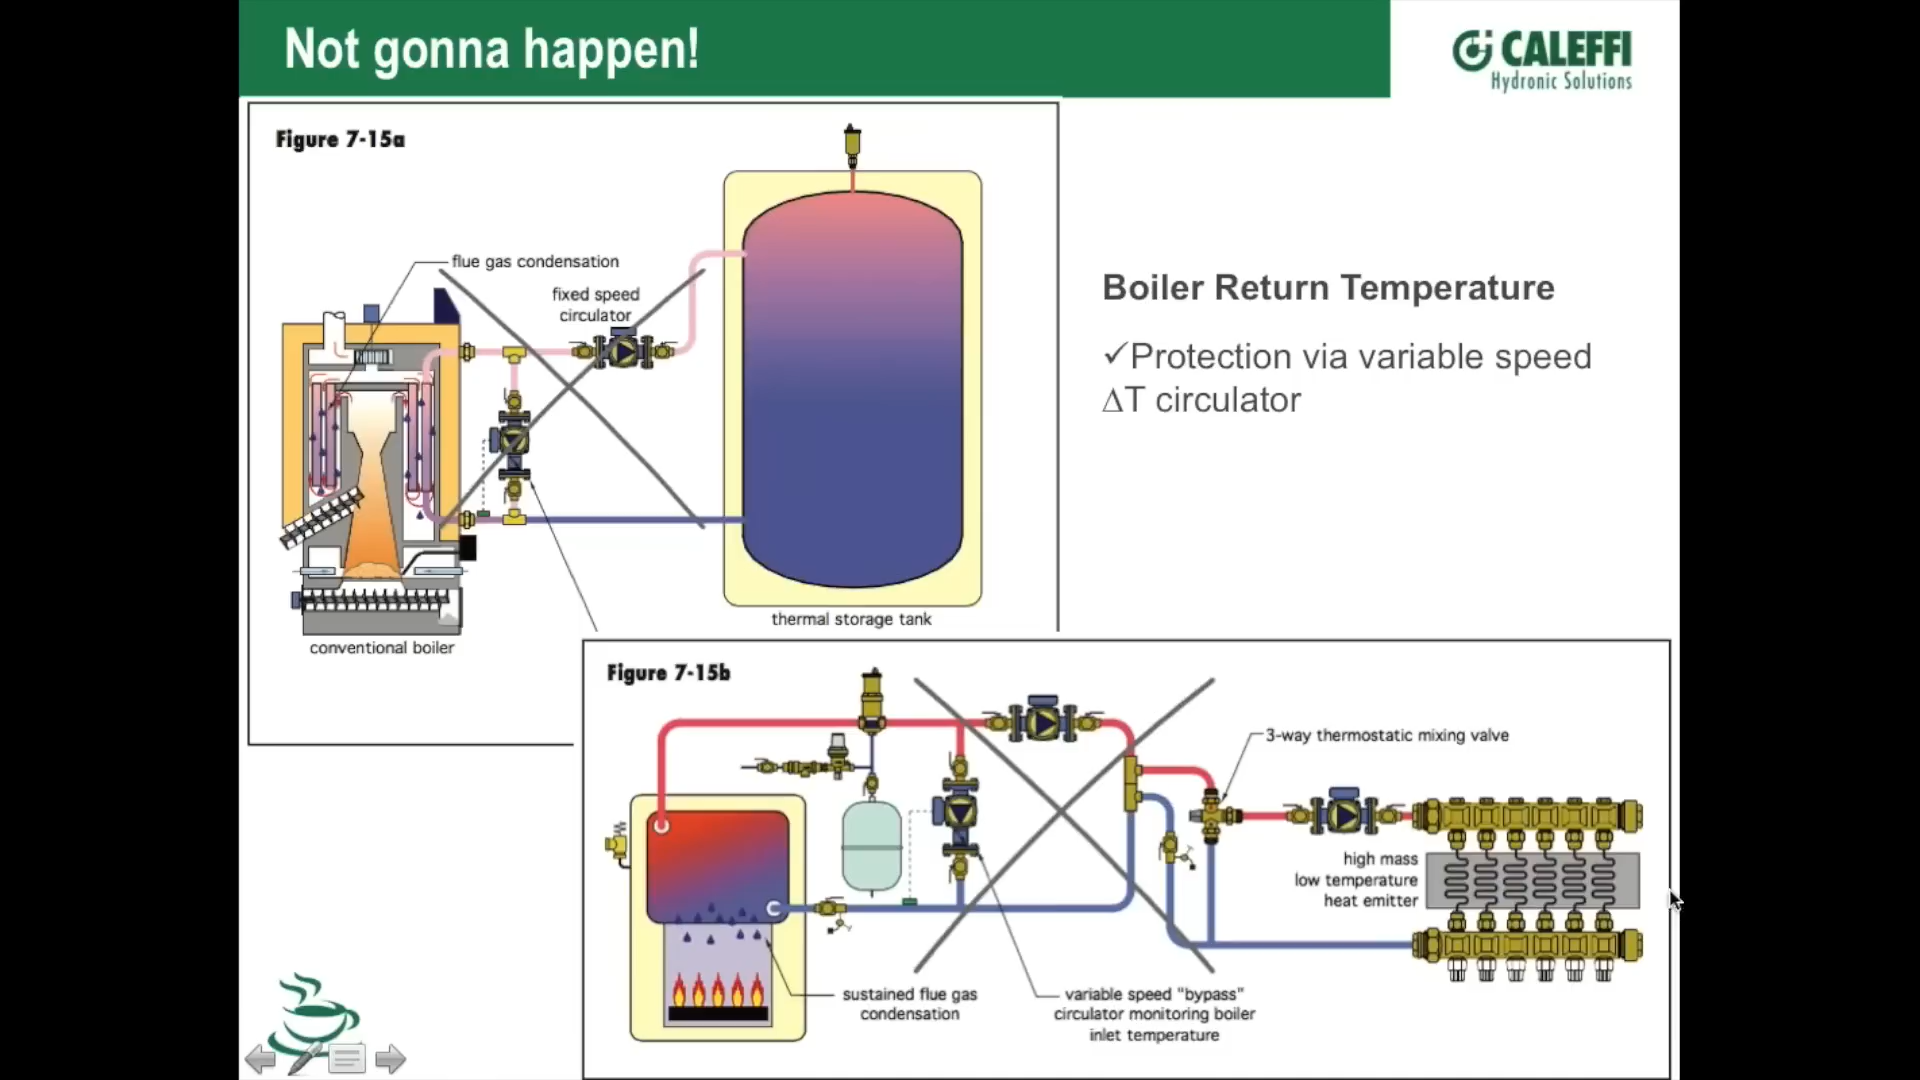 Not gonna happen!
CALEFFI
Hydronic Solutions
Figure 7-15a
flue gas condensation
fixed speed
circulator
conventional boiler
thermal storage tank
Boiler Return Temperature
✓Protection via variable speed
ΔT circulator
Figure 7-15b
3-way thermostatic mixing valve
high mass
low temperature
heat emitter
sustained flue gas
condensation
variable speed "bypass"
circulator monitoring boiler
inlet temperature